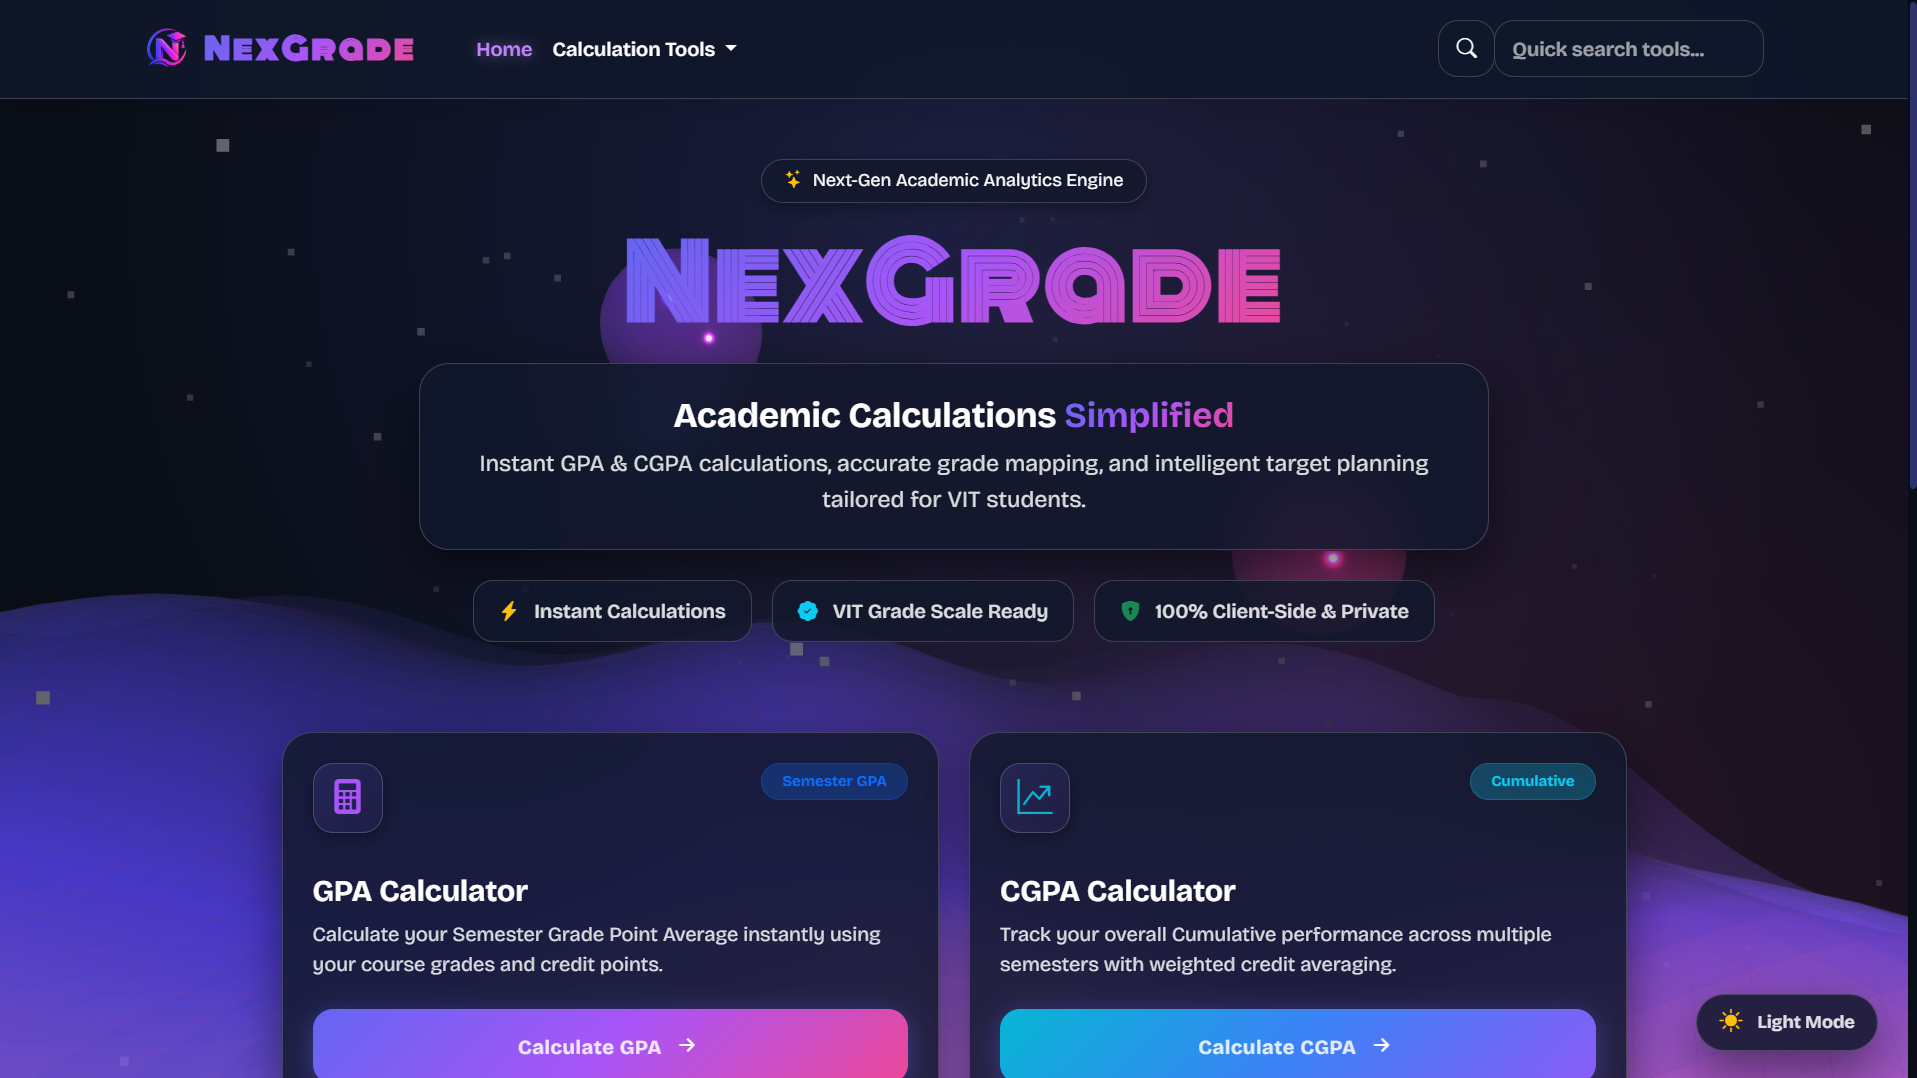 NexGrade
Home
Calculation Tools
Quick search tools...
Next-Gen Academic Analytics Engine
NexGrade
Academic Calculations Simplified
Instant GPA & CGPA calculations, accurate grade mapping, and intelligent target planning
tailored for VIT students.
Instant Calculations
VIT Grade Scale Ready
100% Client-Side & Private
Semester GPA
GPA Calculator
Calculate your Semester Grade Point Average instantly using
your course grades and credit points.
Calculate GPA →
Cumulative
CGPA Calculator
Track your overall Cumulative performance across multiple
semesters with weighted credit averaging.
Calculate CGPA →
Light Mode